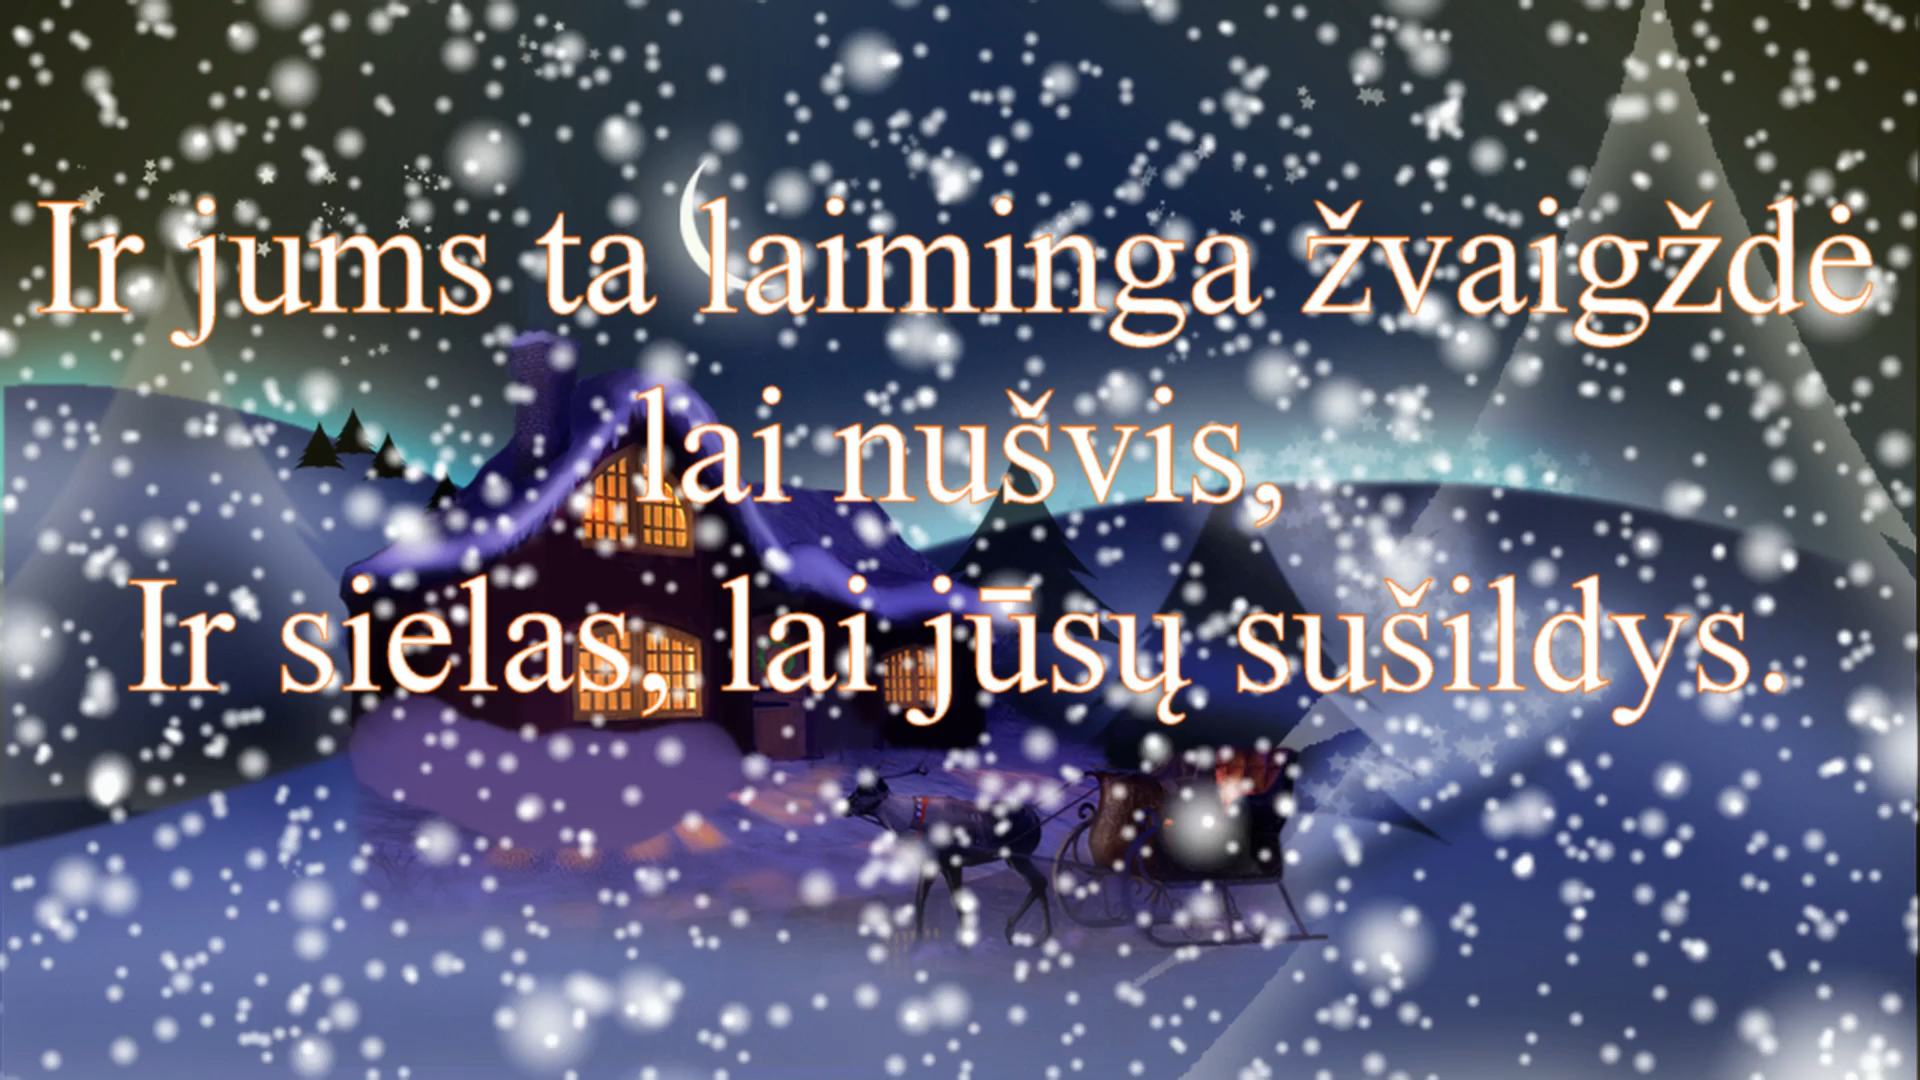 Ir jums ta laiminga žvaigždė
lai nušvis,
Ir sielas, lai jūsų sušildys.